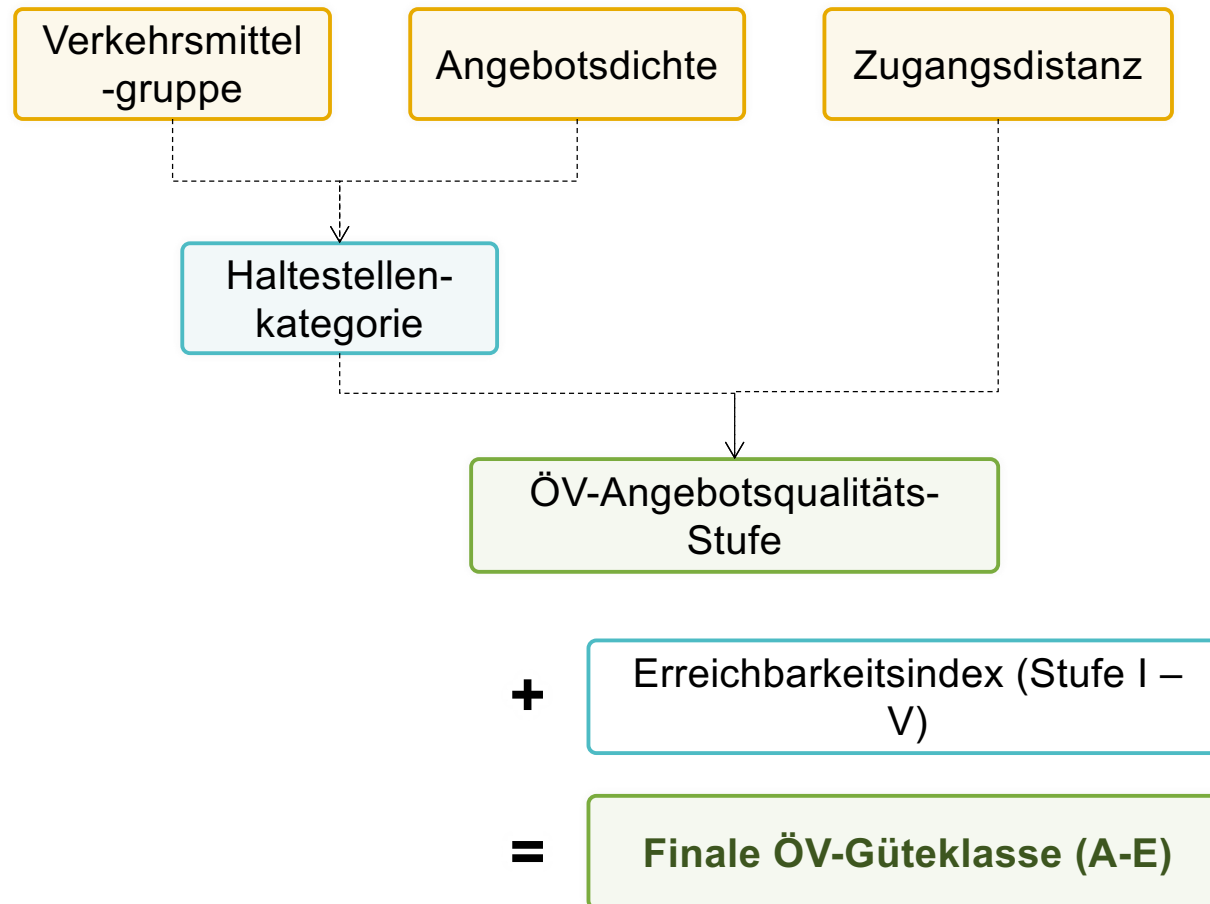 Verkehrsmittel
-gruppe
Angebotsdichte
Zugangsdistanz
Haltestellen-
kategorie
ÖV-Angebotsqualitäts-
Stufe
+
Erreichbarkeitsindex (Stufe I –
V)
=
Finale ÖV-Güteklasse (A-E)